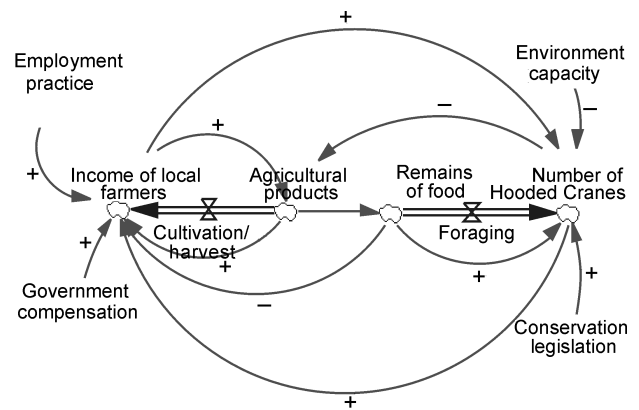 +
Employment
practice
Environment
capacity
−
−
+
+
Income of local
farmers
Agricultural
products
Remains
of food
Number of
Hooded Cranes
Cultivation/
harvest
Foraging
+
+
+
+
−
Government
compensation
Conservation
legislation
+